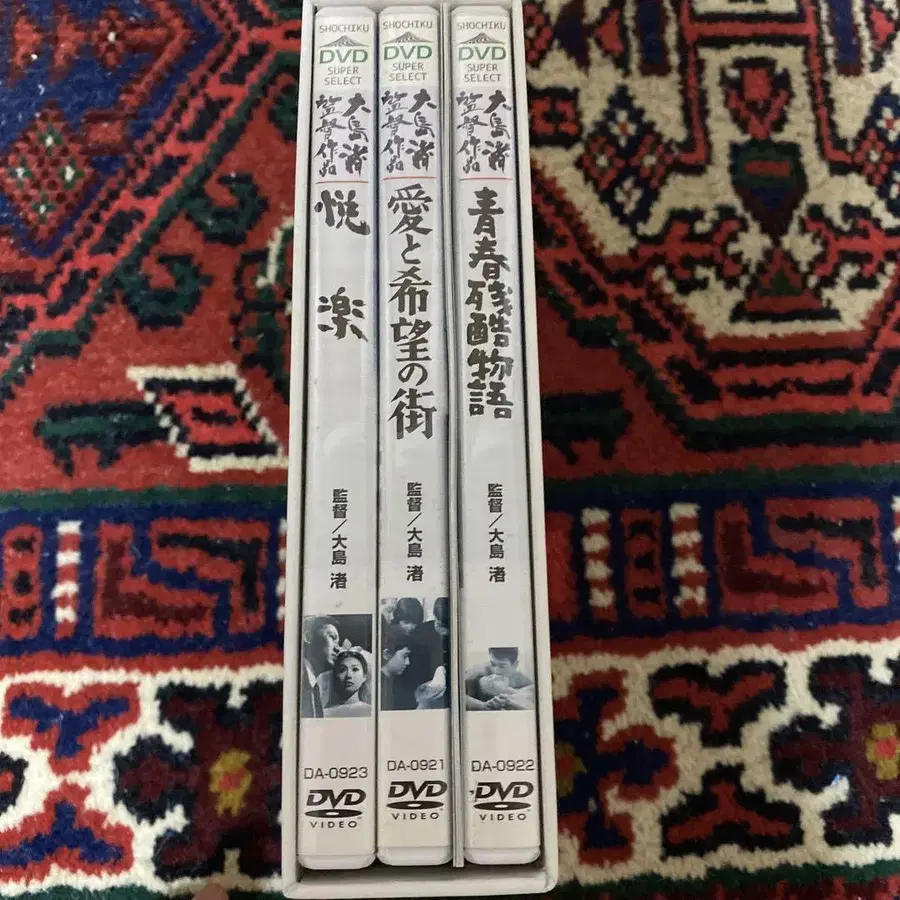 SHOCHIKU
DVD
SUPER
SELECT
大島渚
監督作品
悦楽
監督/大島 渚
DA-0923
DVD
VIDEO
SHOCHIKU
DVD
SUPER
SELECT
大島渚
監督作品
愛と希望の街
監督/大島 渚
DA-0921
DVD
VIDEO
SHOCHIKU
DVD
SUPER
SELECT
大島渚
監督作品
青春残酷物語
監督/大島 渚
DA-0922
DVD
VIDEO